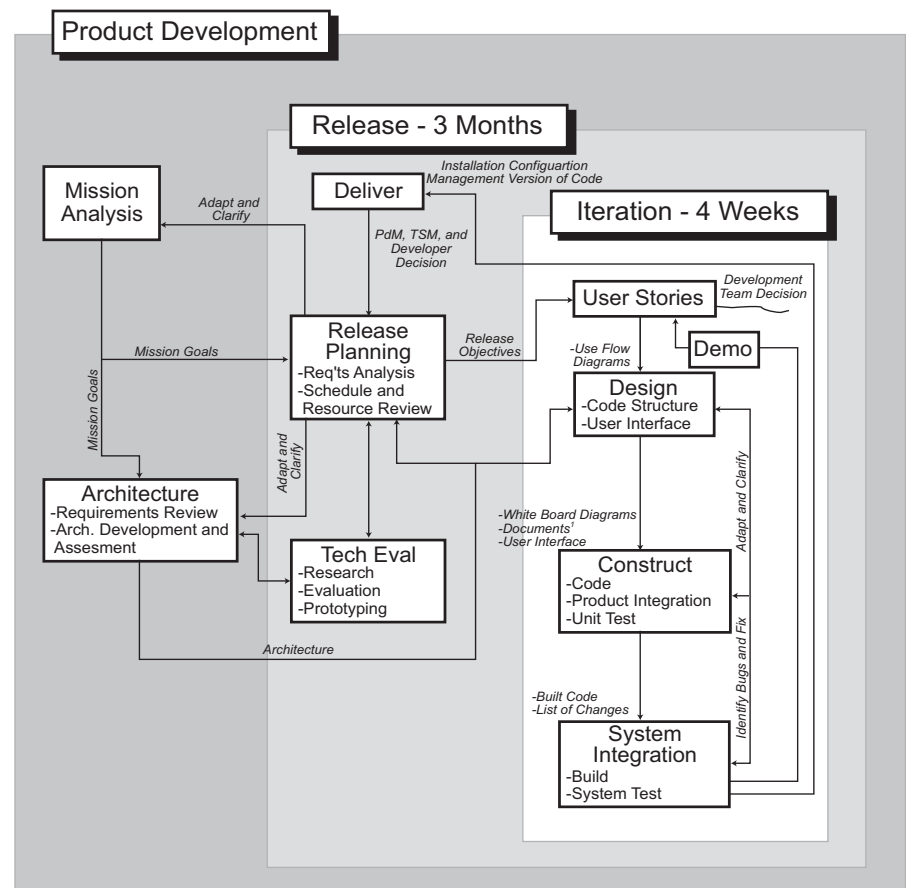 Product Development
Release - 3 Months
Installation Configuartion
Management Version of Code
Mission
Analysis
Adapt and
Clarify
Deliver
Iteration - 4 Weeks
PdM, TSM, and
Developer
Decision
User Stories
Development
Team Decision
Release
Planning
-Req'ts Analysis
-Schedule and
Resource Review
Mission Goals
Release
Objectives
-Use Flow
Diagrams
Demo
Design
-Code Structure
-User Interface
Mission Goals
Adapt and
Clarify
Architecture
-Requirements Review
-Arch. Development and
Assesment
-White Board Diagrams
-Documents¹
-User Interface
Adapt and Clarify
Tech Eval
-Research
-Evaluation
-Prototyping
Construct
-Code
-Product Integration
-Unit Test
Architecture
Identify Bugs and Fix
-Built Code
-List of Changes
System
Integration
-Build
-System Test